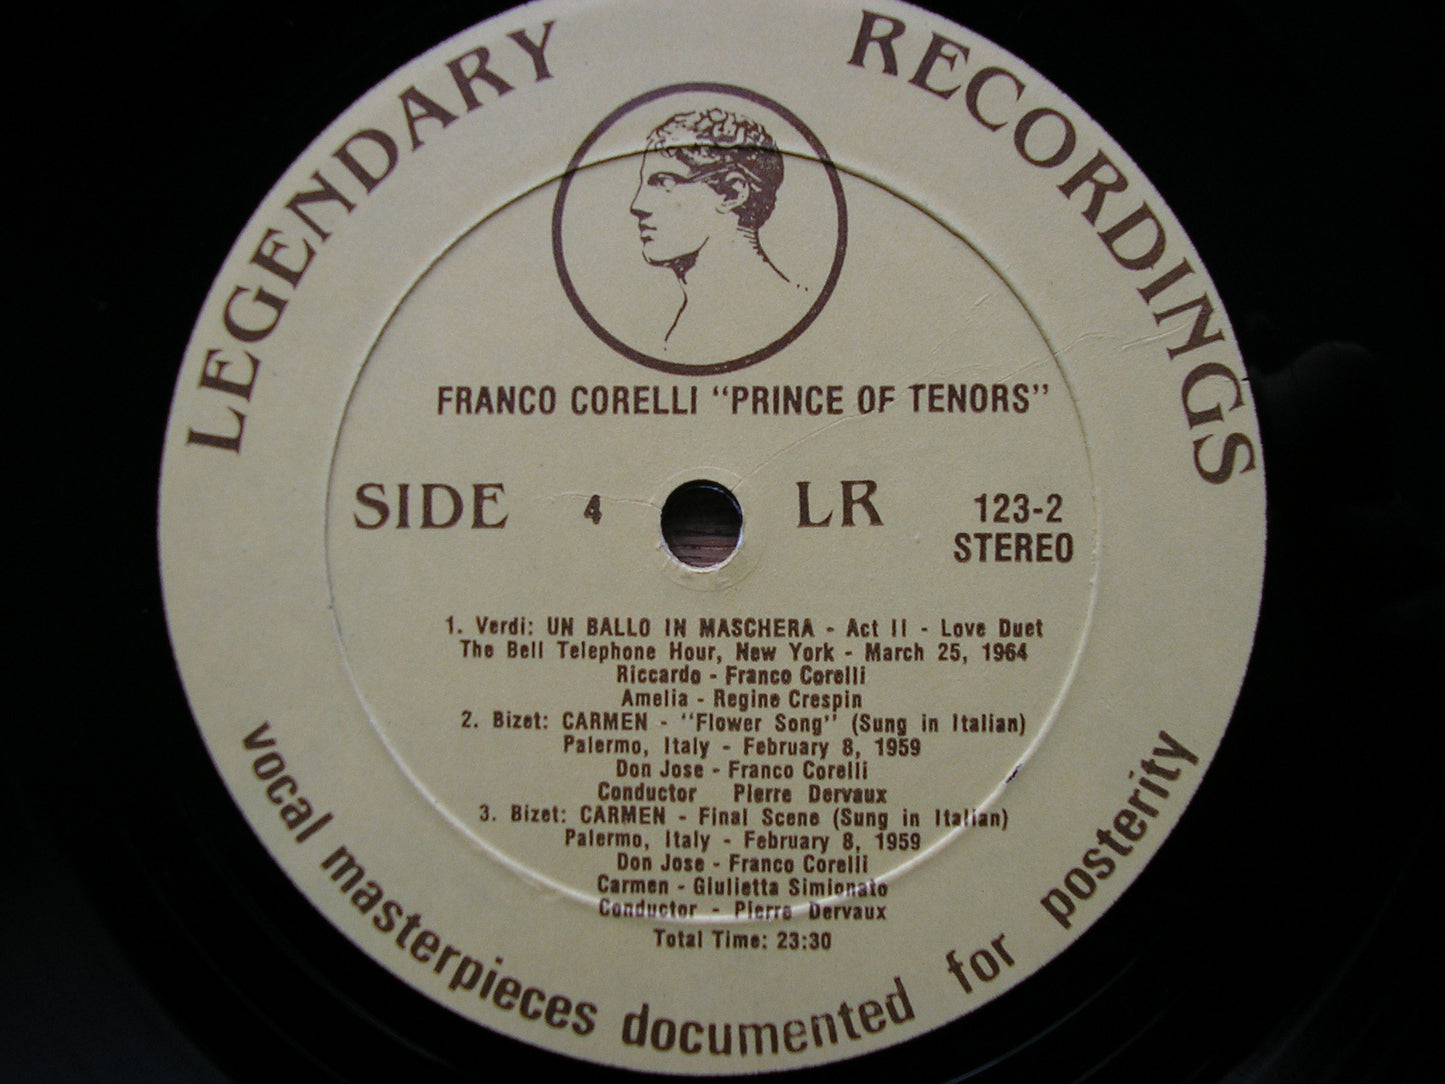 LEGENDARY RECORDINGS
FRANCO CORELLI "PRINCE OF TENORS"
SIDE 4 LR 123-2
STEREO
1. Verdi: UN BALLO IN MASCHERA - Act II - Love Duet
The Bell Telephone Hour, New York - March 25, 1964
Riccardo - Franco Corelli
Amelia - Regine Crespin
2. Bizet: CARMEN - "Flower Song" (Sung in Italian)
Palermo, Italy - February 8, 1959
Don Jose - Franco Corelli
Conductor Pierre Dervaux
3. Bizet: CARMEN - Final Scene (Sung in Italian)
Palermo, Italy - February 8, 1959
Don Jose - Franco Corelli
Carmen - Giulietta Simionato
Conductor - Pierre Dervaux
Total Time: 23:30
vocal masterpieces documented for posterity